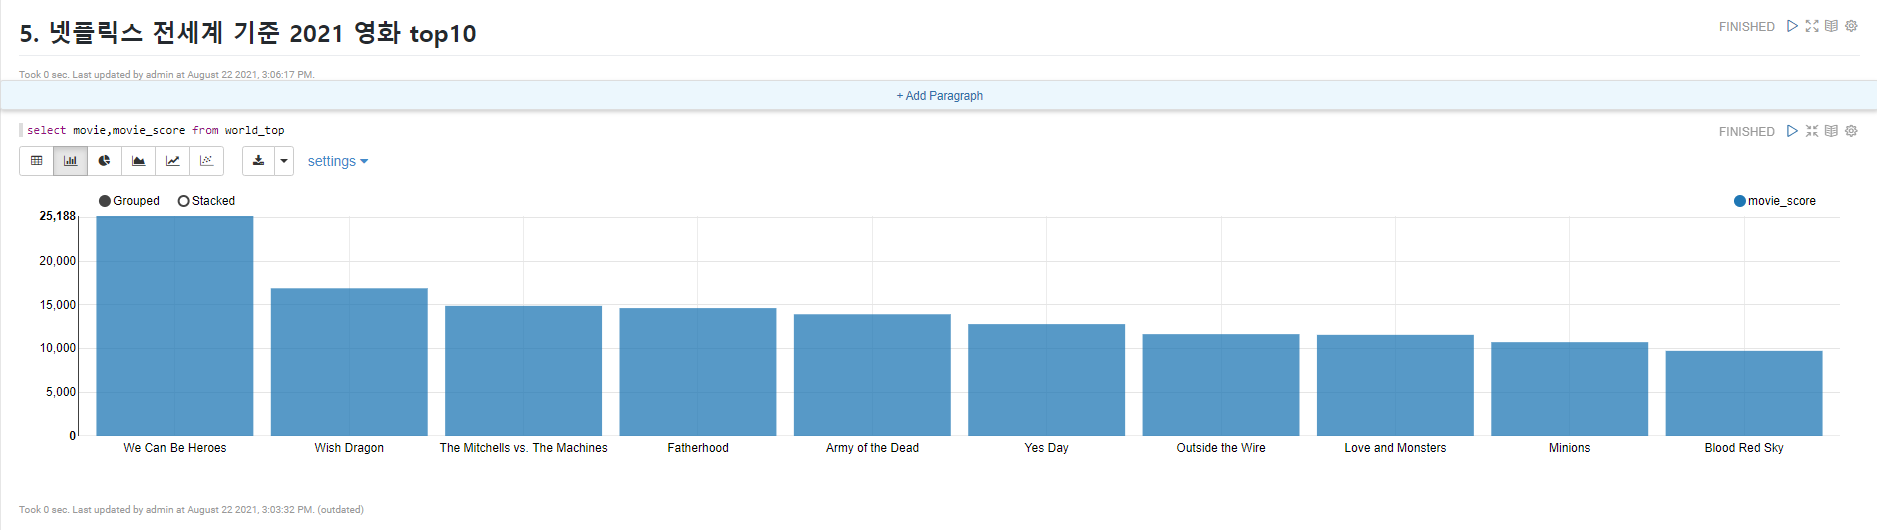 5. 넷플릭스 전세계 기준 2021 영화 top10
FINISHED
Took 0 sec. Last updated by admin at August 22 2021, 3:06:17 PM.
+ Add Paragraph
select movie,movie_score from world_top
FINISHED
settings
Grouped Stacked
movie_score
25,188
20,000
15,000
10,000
5,000
0
We Can Be Heroes Wish Dragon The Mitchells vs. The Machines Fatherhood Army of the Dead Yes Day Outside the Wire Love and Monsters Minions Blood Red Sky
Took 0 sec. Last updated by admin at August 22 2021, 3:03:32 PM. (outdated)